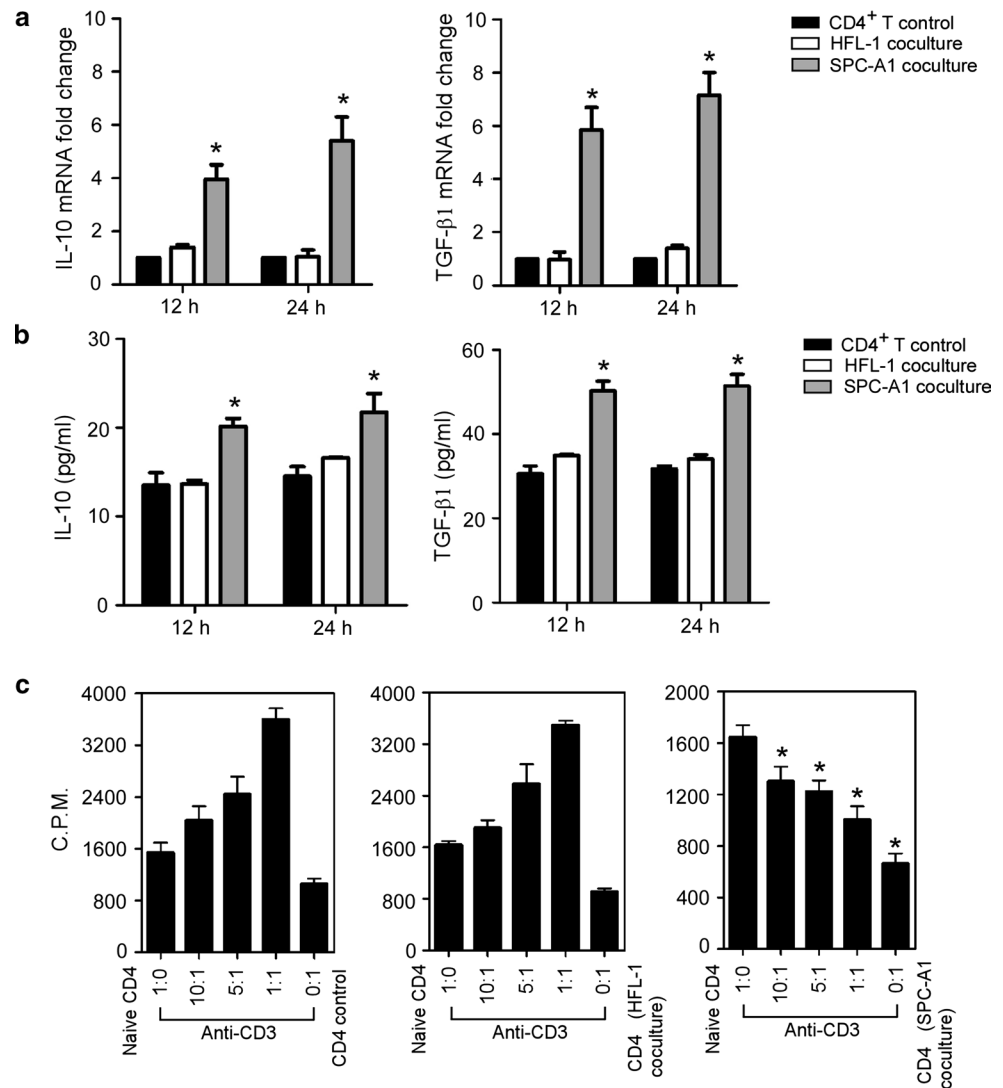 a
IL-10 mRNA fold change
10
8
6
4
2
0
*
*
12 h
24 h
TGF-β1 mRNA fold change
10
8
6
4
2
0
*
*
12 h
24 h
CD4+ T control
HFL-1 coculture
SPC-A1 coculture
b
IL-10 (pg/ml)
30
20
10
0
*
*
12 h
24 h
TGF-β1 (pg/ml)
60
40
20
0
*
*
12 h
24 h
CD4+ T control
HFL-1 coculture
SPC-A1 coculture
c
C.P.M.
4000
3200
2400
1600
800
0
Naive CD4
1:0
10:1
5:1
1:1
0:1
CD4 control
Anti-CD3
4000
3200
2400
1600
800
0
Naive CD4
1:0
10:1
5:1
1:1
0:1
CD4 (HFL-1
coculture)
Anti-CD3
2000
1600
1200
800
400
0
*
*
*
*
Naive CD4
1:0
10:1
5:1
1:1
0:1
CD4 (SPC-A1
coculture)
Anti-CD3